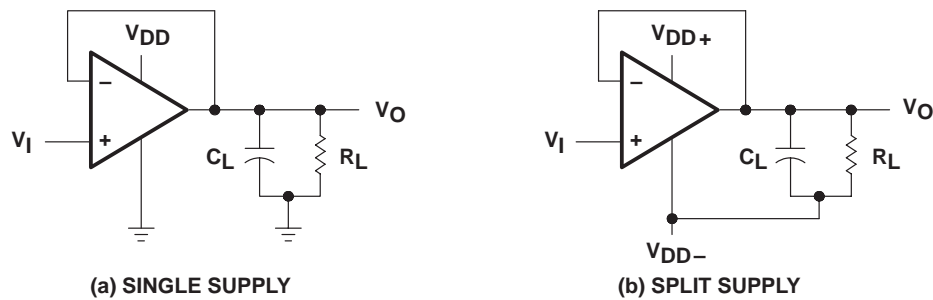 VDD
−
VI
+
VO
CL
RL
(a) SINGLE SUPPLY
VDD+
−
VI
+
VO
CL
RL
VDD−
(b) SPLIT SUPPLY